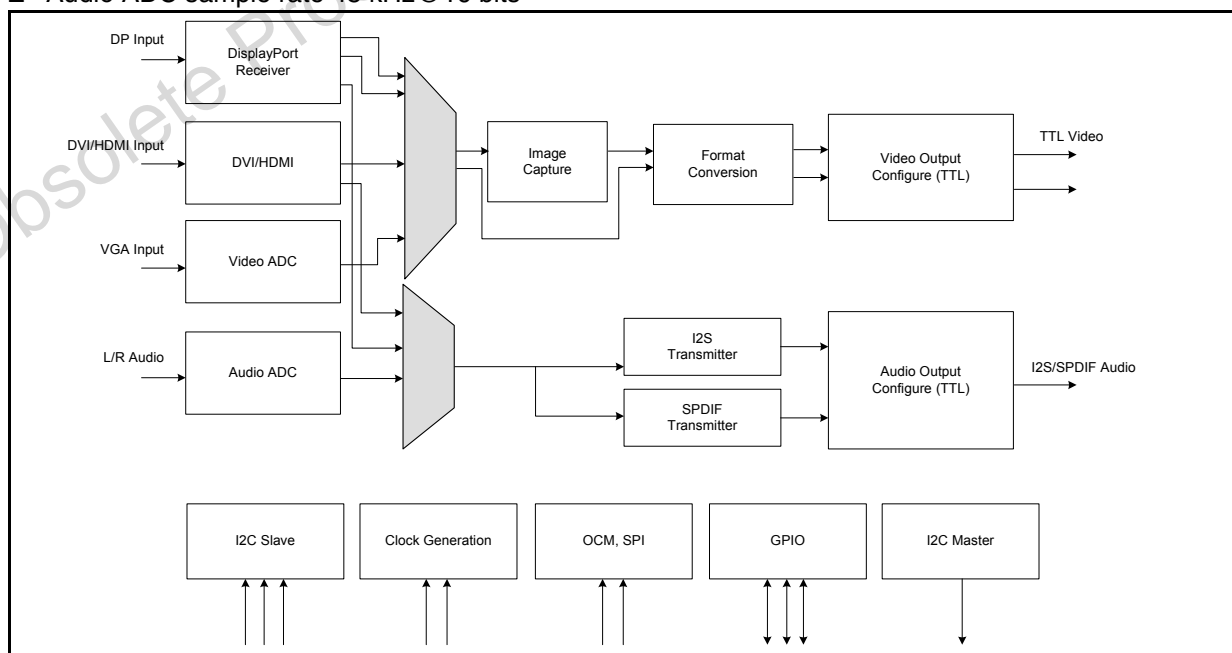 Audio ADC sample rate 48 kHz@16 bits
DP Input
DisplayPort
Receiver
DVI/HDMI Input
DVI/HDMI
VGA Input
Video ADC
L/R Audio
Audio ADC
Image
Capture
Format
Conversion
Video Output
Configure (TTL)
TTL Video
I2S
Transmitter
SPDIF
Transmitter
Audio Output
Configure (TTL)
I2S/SPDIF Audio
I2C Slave
Clock Generation
OCM, SPI
GPIO
I2C Master
Obsolete